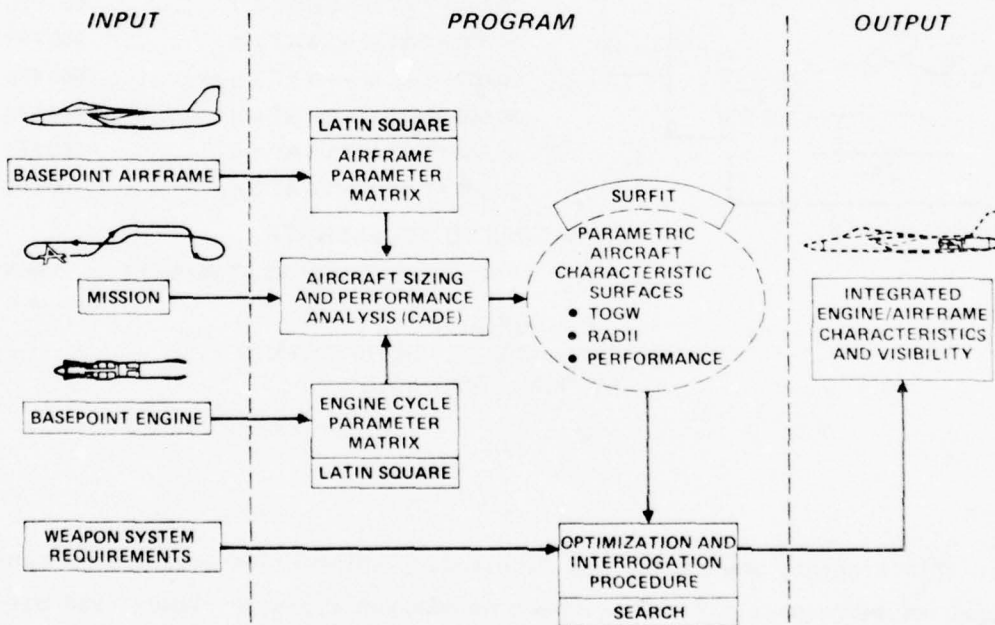 INPUT
PROGRAM
OUTPUT
BASEPOINT AIRFRAME
LATIN SQUARE
AIRFRAME
PARAMETER
MATRIX
MISSION
AIRCRAFT SIZING
AND PERFORMANCE
ANALYSIS (CADE)
SURFIT
PARAMETRIC
AIRCRAFT
CHARACTERISTIC
SURFACES
• TOGW
• RADII
• PERFORMANCE
INTEGRATED
ENGINE/AIRFRAME
CHARACTERISTICS
AND VISIBILITY
BASEPOINT ENGINE
ENGINE CYCLE
PARAMETER
MATRIX
LATIN SQUARE
WEAPON SYSTEM
REQUIREMENTS
OPTIMIZATION AND
INTERROGATION
PROCEDURE
SEARCH